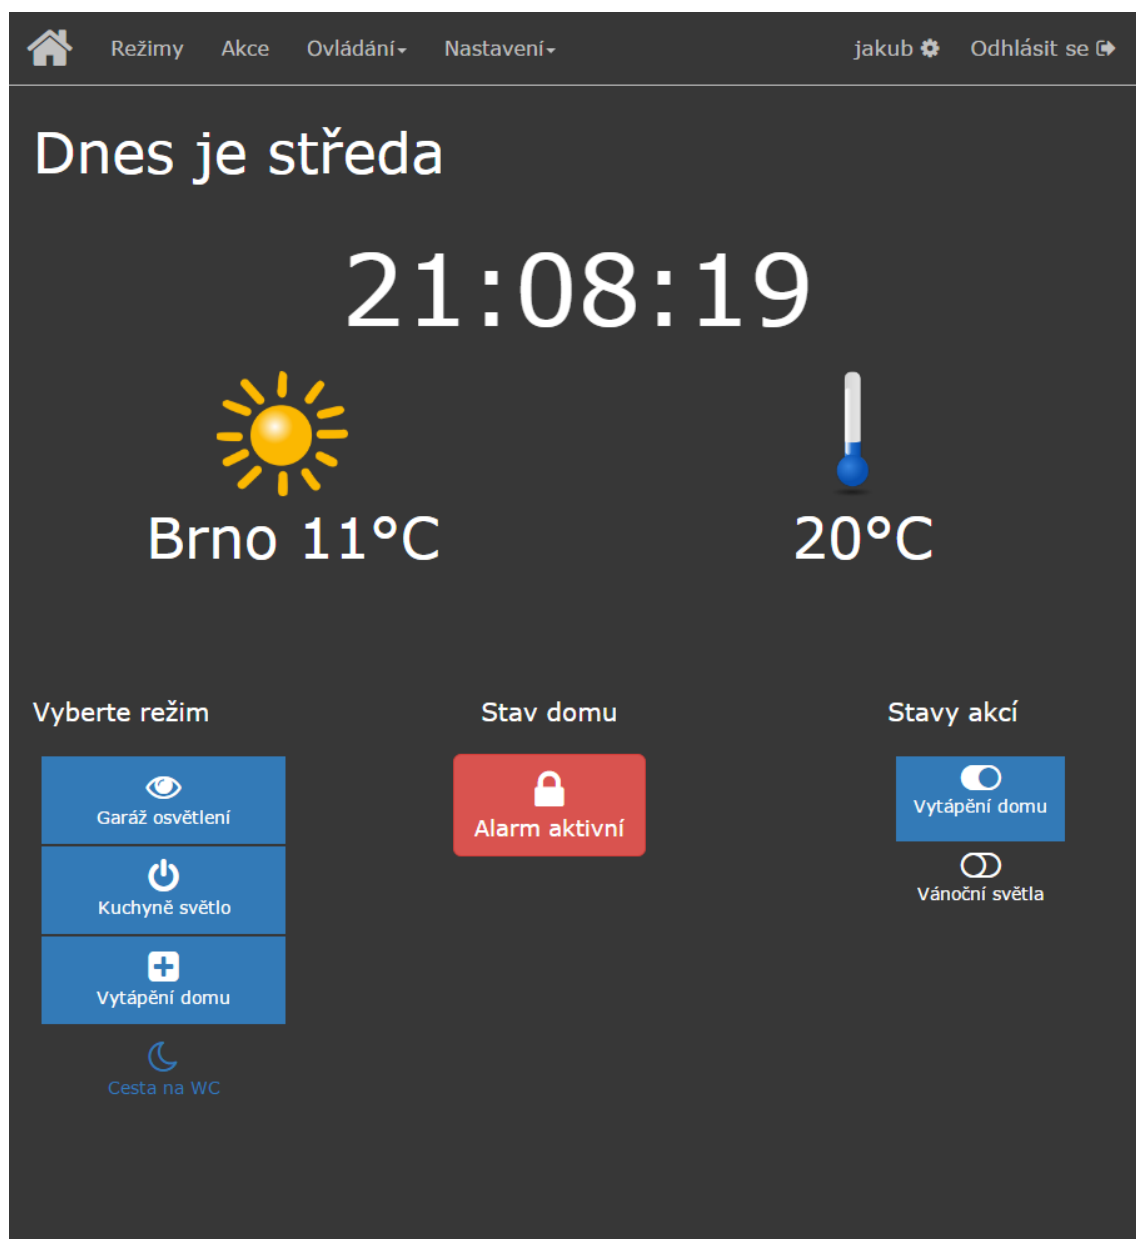 Režimy Akce Ovládání Nastavení jakub Odhlásit se
Dnes je středa
21:08:19
Brno 11°C 20°C
Vyberte režim Stav domu Stavy akcí
Garáž osvětlení
Kuchyně světlo
Vytápění domu
Cesta na WC
Alarm aktivní
Vytápění domu
Vánoční světla